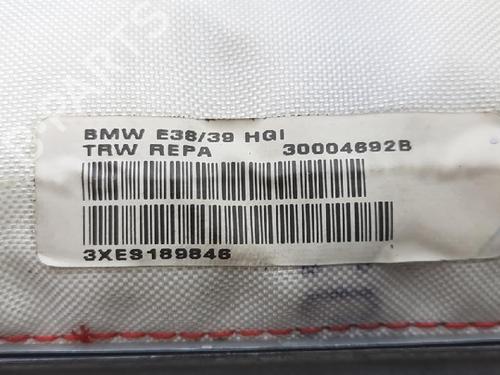 BMW E38/39 HGI
TRW REPA 30004692B
3XES189846